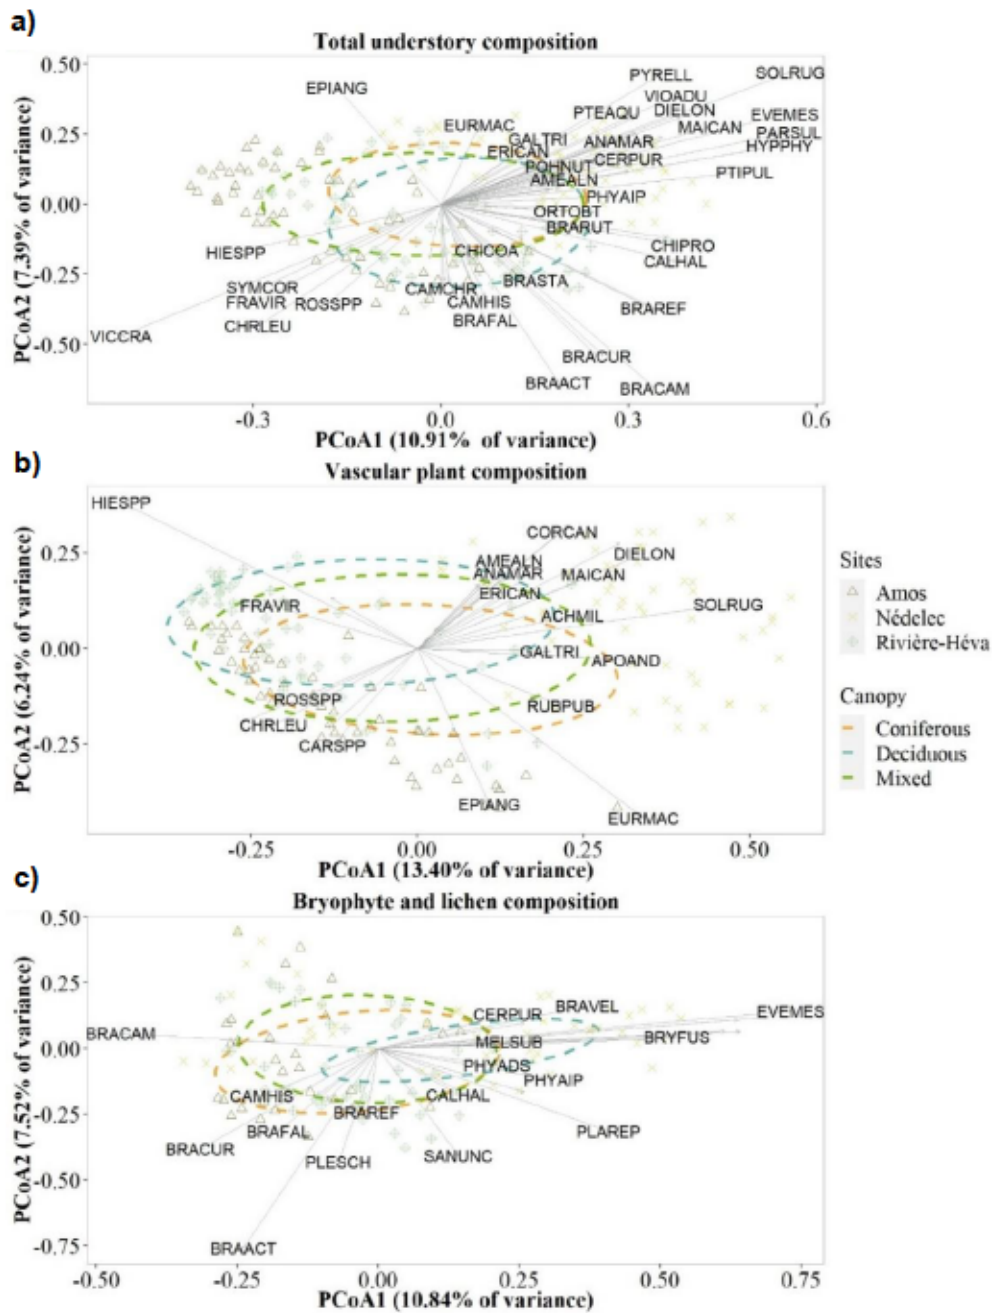 a)
Total understory composition
PCoA2 (7.39% of variance)
0.50
0.25
0.00
-0.25
-0.50
EPIANG
PYRELL
SOLRUG
VIOADU
PTEAQU
DIELON
EVEMES
EURMAC
MAICAN
PARSUL
GALTRI
ANAMAR
HYPPHY
ERICAN
CERPUR
POHNUT
PTIPUL
AMEALN
PHYAIP
ORTOBT
BRARUT
HIESPP
CHICOA
CHIPRO
CALHAL
SYMCOR
CAMCHR
BRASTA
FRAVIR
ROSSPP
CAMHIS
BRAREF
CHRLEU
BRAFAL
VICCRA
BRACUR
BRAACT
BRACAM
-0.3
0.0
0.3
0.6
PCoA1 (10.91% of variance)
b)
Vascular plant composition
PCoA2 (6.24% of variance)
0.25
0.00
-0.25
HIESPP
CORCAN
DIELON
AMEALN
ANAMAR
MAICAN
ERICAN
FRAVIR
SOLRUG
ACHMIL
GALTRI
APOAND
ROSSPP
RUBPUB
CHRLEU
CARSPP
EPIANG
EURMAC
-0.25
0.00
0.25
0.50
PCoA1 (13.40% of variance)
Sites
Amos
Nédelec
Rivière-Héva
Canopy
Coniferous
Deciduous
Mixed
c)
Bryophyte and lichen composition
PCoA2 (7.52% of variance)
0.50
0.25
0.00
-0.25
-0.50
-0.75
BRAVEL
CERPUR
EVEMES
BRACAM
MELSUB
BRYFUS
PHYADS
PHYAIP
CAMHIS
CALHAL
BRAREF
BRAFAL
PLAREP
BRACUR
PLESCH
SANUNC
BRAACT
-0.50
-0.25
0.00
0.25
0.50
0.75
PCoA1 (10.84% of variance)